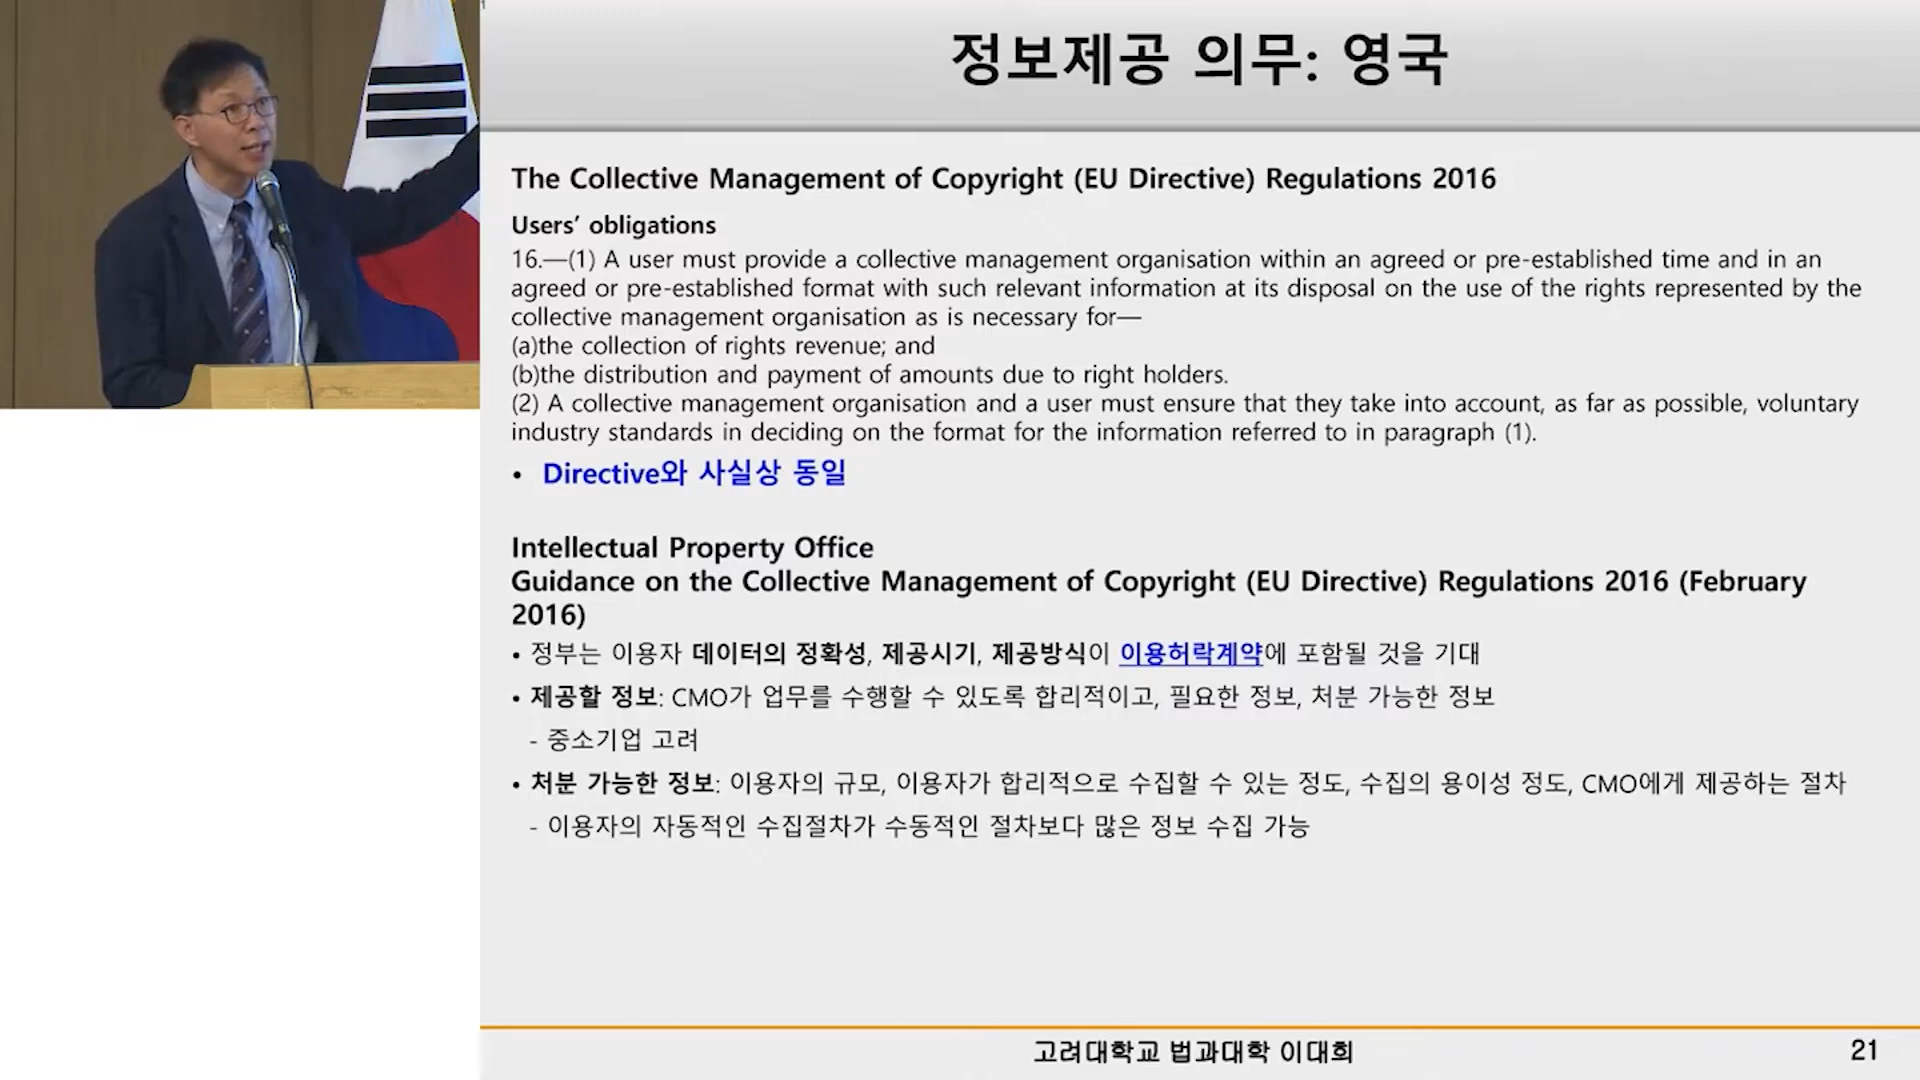 정보제공 의무: 영국
The Collective Management of Copyright (EU Directive) Regulations 2016
Users’ obligations
16.—(1) A user must provide a collective management organisation within an agreed or pre-established time and in an
agreed or pre-established format with such relevant information at its disposal on the use of the rights represented by the
collective management organisation as is necessary for—
(a)the collection of rights revenue; and
(b)the distribution and payment of amounts due to right holders.
(2) A collective management organisation and a user must ensure that they take into account, as far as possible, voluntary
industry standards in deciding on the format for the information referred to in paragraph (1).
• Directive와 사실상 동일
Intellectual Property Office
Guidance on the Collective Management of Copyright (EU Directive) Regulations 2016 (February
2016)
• 정부는 이용자 데이터의 정확성, 제공시기, 제공방식이 이용허락계약에 포함될 것을 기대
• 제공할 정보: CMO가 업무를 수행할 수 있도록 합리적이고, 필요한 정보, 처분 가능한 정보
- 중소기업 고려
• 처분 가능한 정보: 이용자의 규모, 이용자가 합리적으로 수집할 수 있는 정도, 수집의 용이성 정도, CMO에게 제공하는 절차
- 이용자의 자동적인 수집절차가 수동적인 절차보다 많은 정보 수집 가능
고려대학교 법과대학 이대희
21